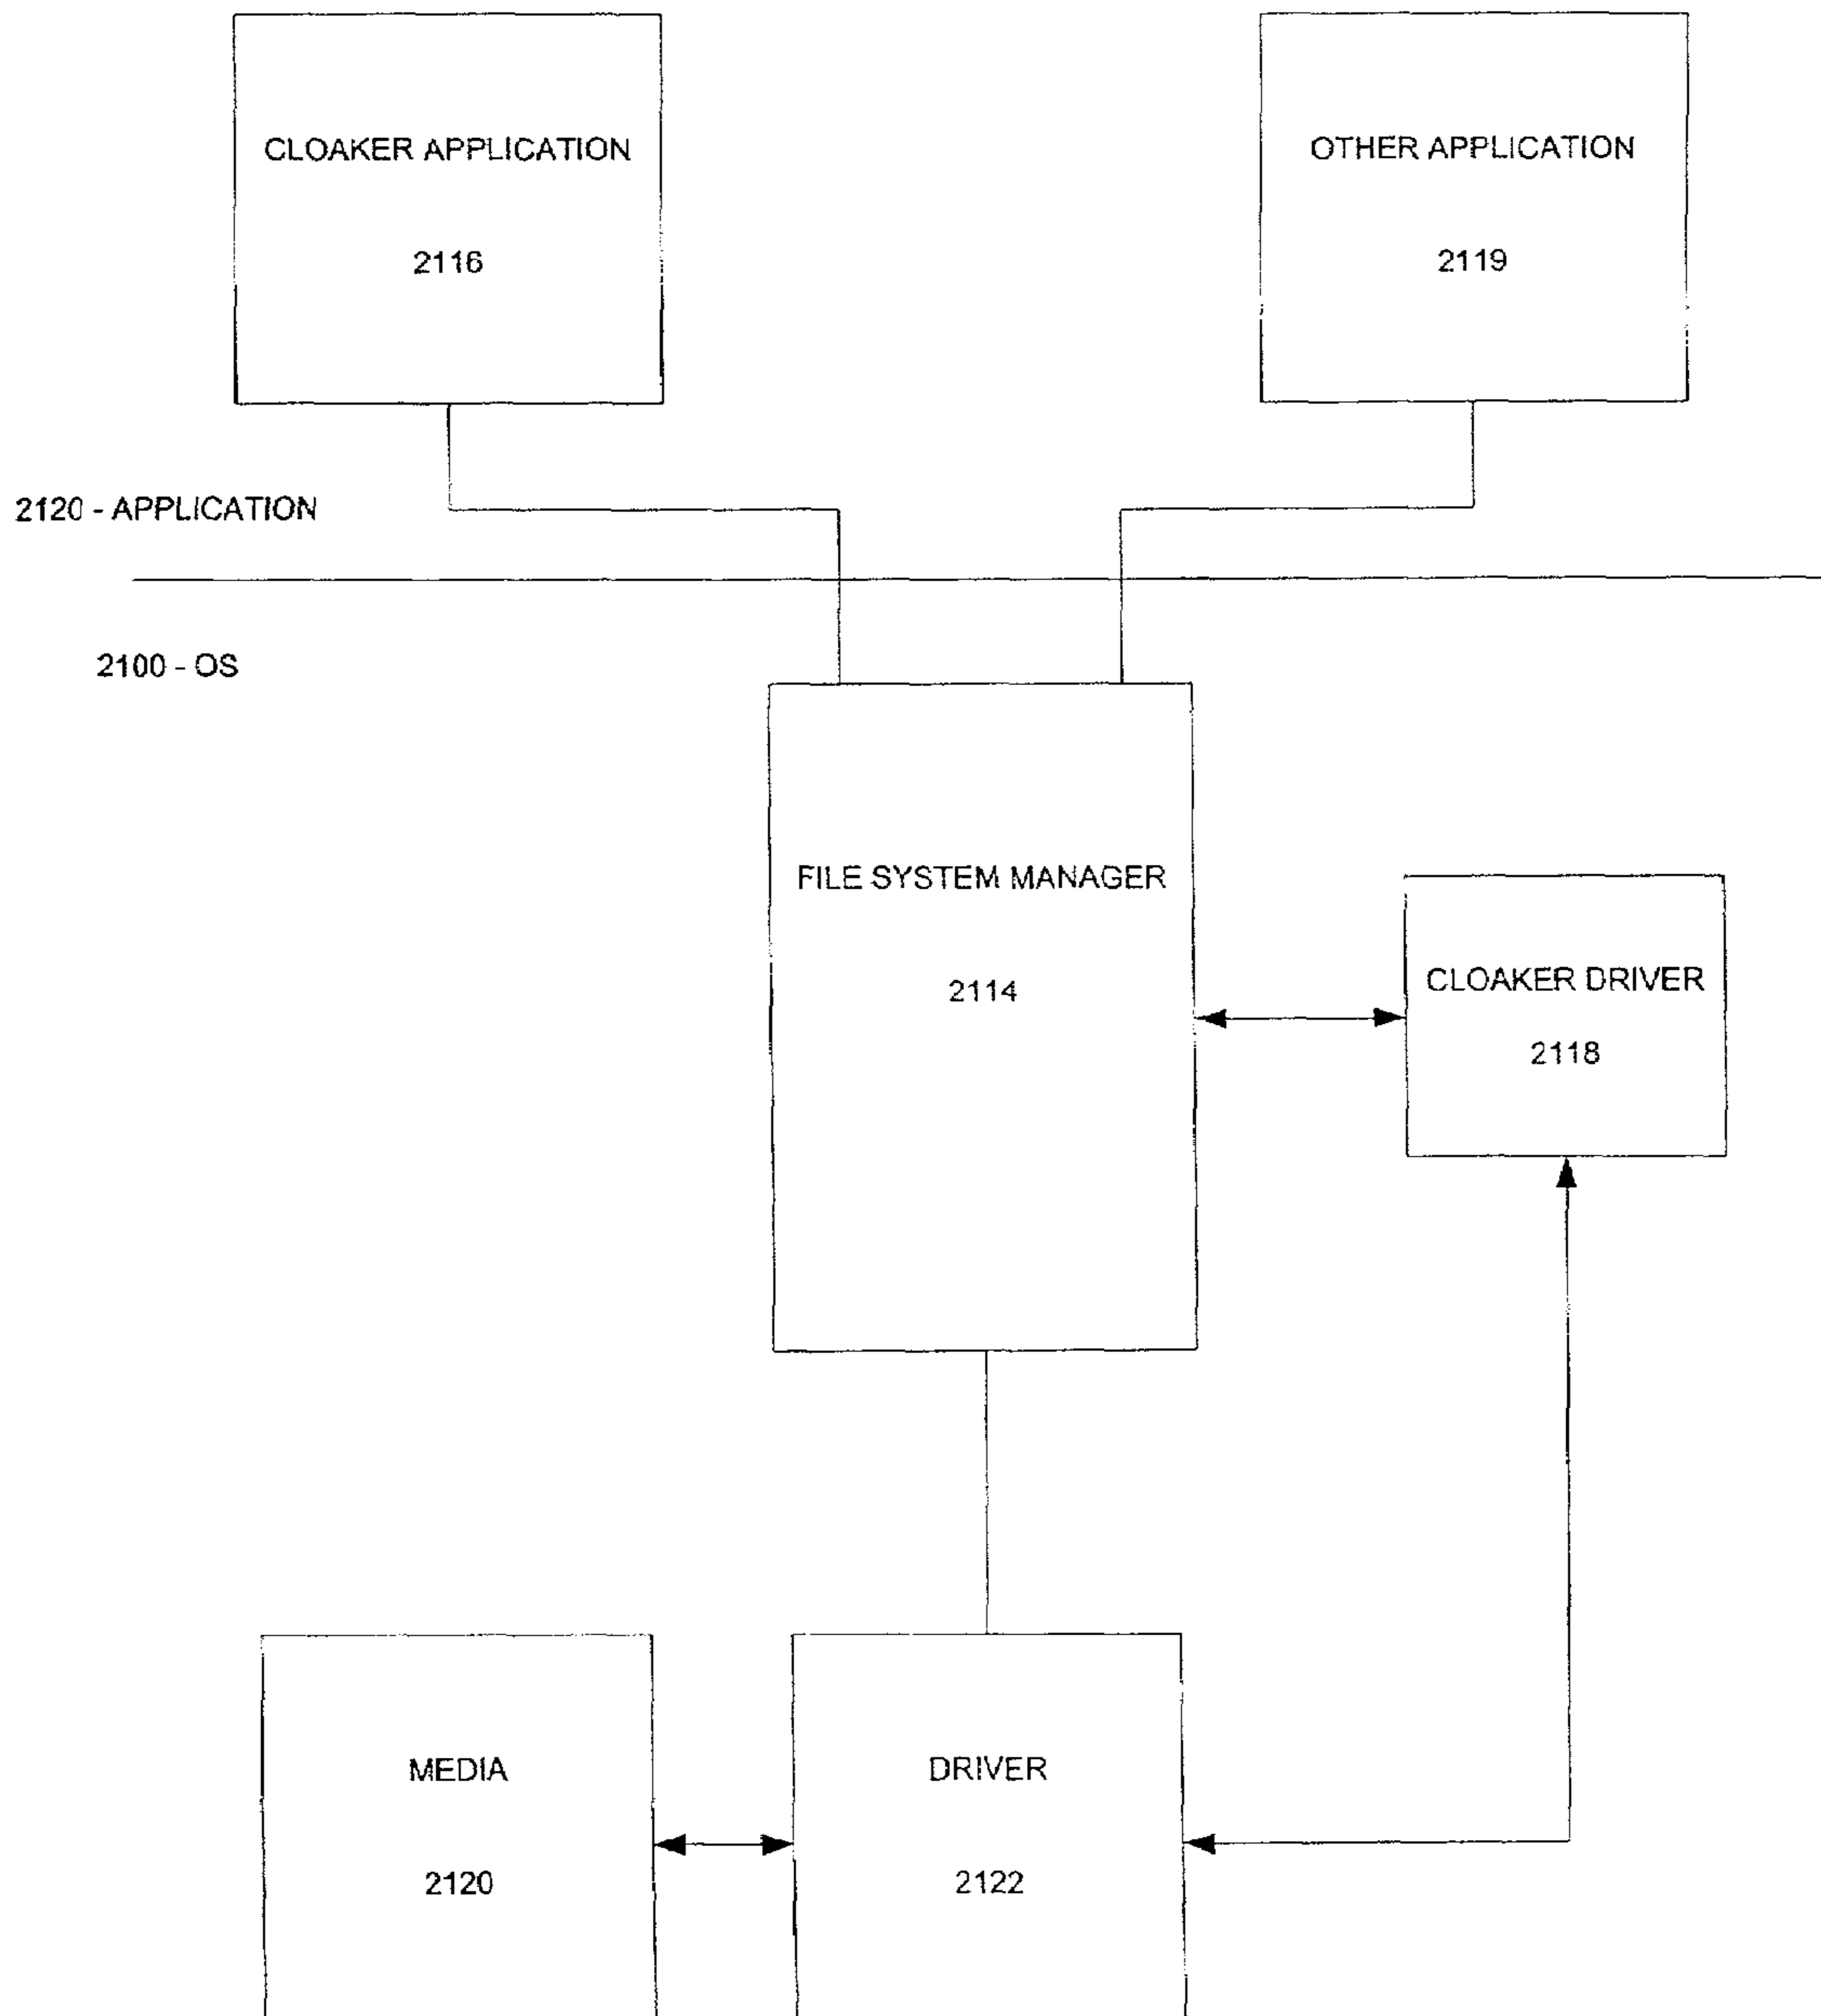 CLOAKER APPLICATION
2116
OTHER APPLICATION
2119
2120 - APPLICATION
2100 - OS
FILE SYSTEM MANAGER
2114
CLOAKER DRIVER
2118
MEDIA
2120
DRIVER
2122